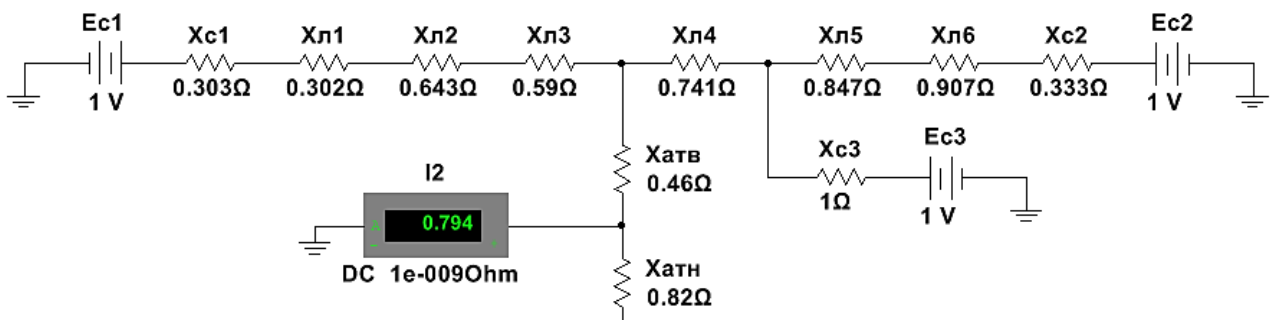 Ec1
Xc1
Xл1
Xл2
Xл3
Xл4
Xл5
Xл6
Xc2
Ec2
1 V
0.303Ω
0.302Ω
0.643Ω
0.59Ω
0.741Ω
0.847Ω
0.907Ω
0.333Ω
1 V
Xатв
0.46Ω
Xc3
1Ω
Ec3
1 V
I2
A
0.794
- +
DC 1e-009Ohm
Xатн
0.82Ω